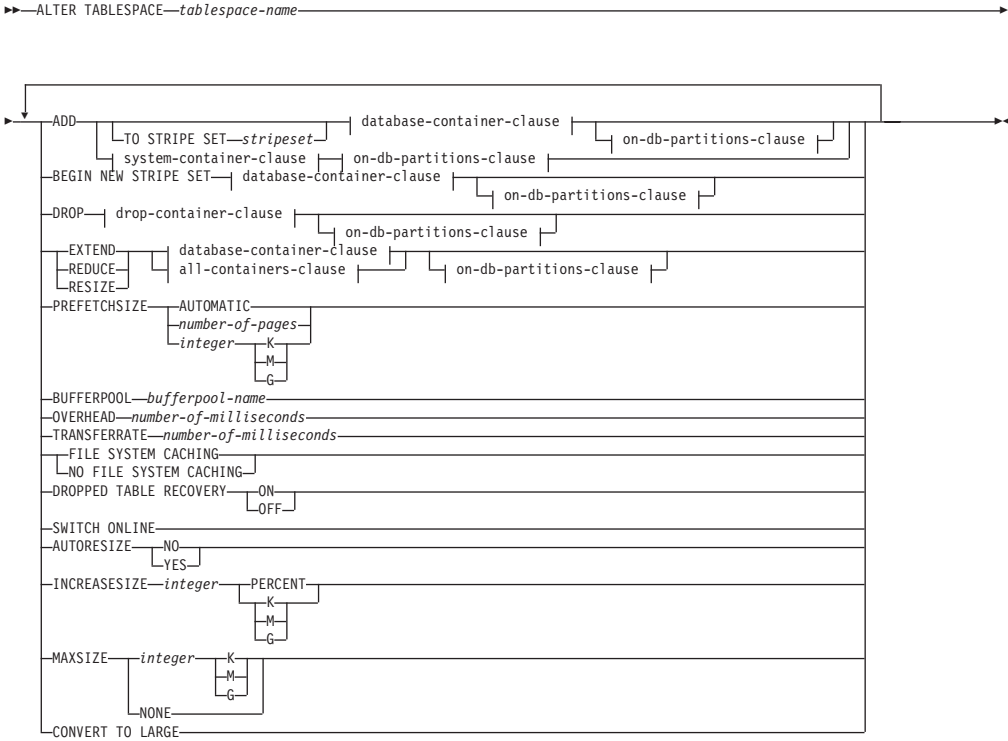 ALTER TABLESPACE tablespace-name
ADD database-container-clause
TO STRIPE SET stripeset on-db-partitions-clause
system-container-clause on-db-partitions-clause
BEGIN NEW STRIPE SET database-container-clause
on-db-partitions-clause
DROP drop-container-clause
on-db-partitions-clause
EXTEND database-container-clause
REDUCE all-containers-clause on-db-partitions-clause
RESIZE
PREFETCHSIZE AUTOMATIC
number-of-pages
integer K
M
G
BUFFERPOOL bufferpool-name
OVERHEAD number-of-milliseconds
TRANSFERRATE number-of-milliseconds
FILE SYSTEM CACHING
NO FILE SYSTEM CACHING
DROPPED TABLE RECOVERY ON
OFF
SWITCH ONLINE
AUTORESIZE NO
YES
INCREASESIZE integer PERCENT
K
M
G
MAXSIZE integer K
M
G
NONE
CONVERT TO LARGE